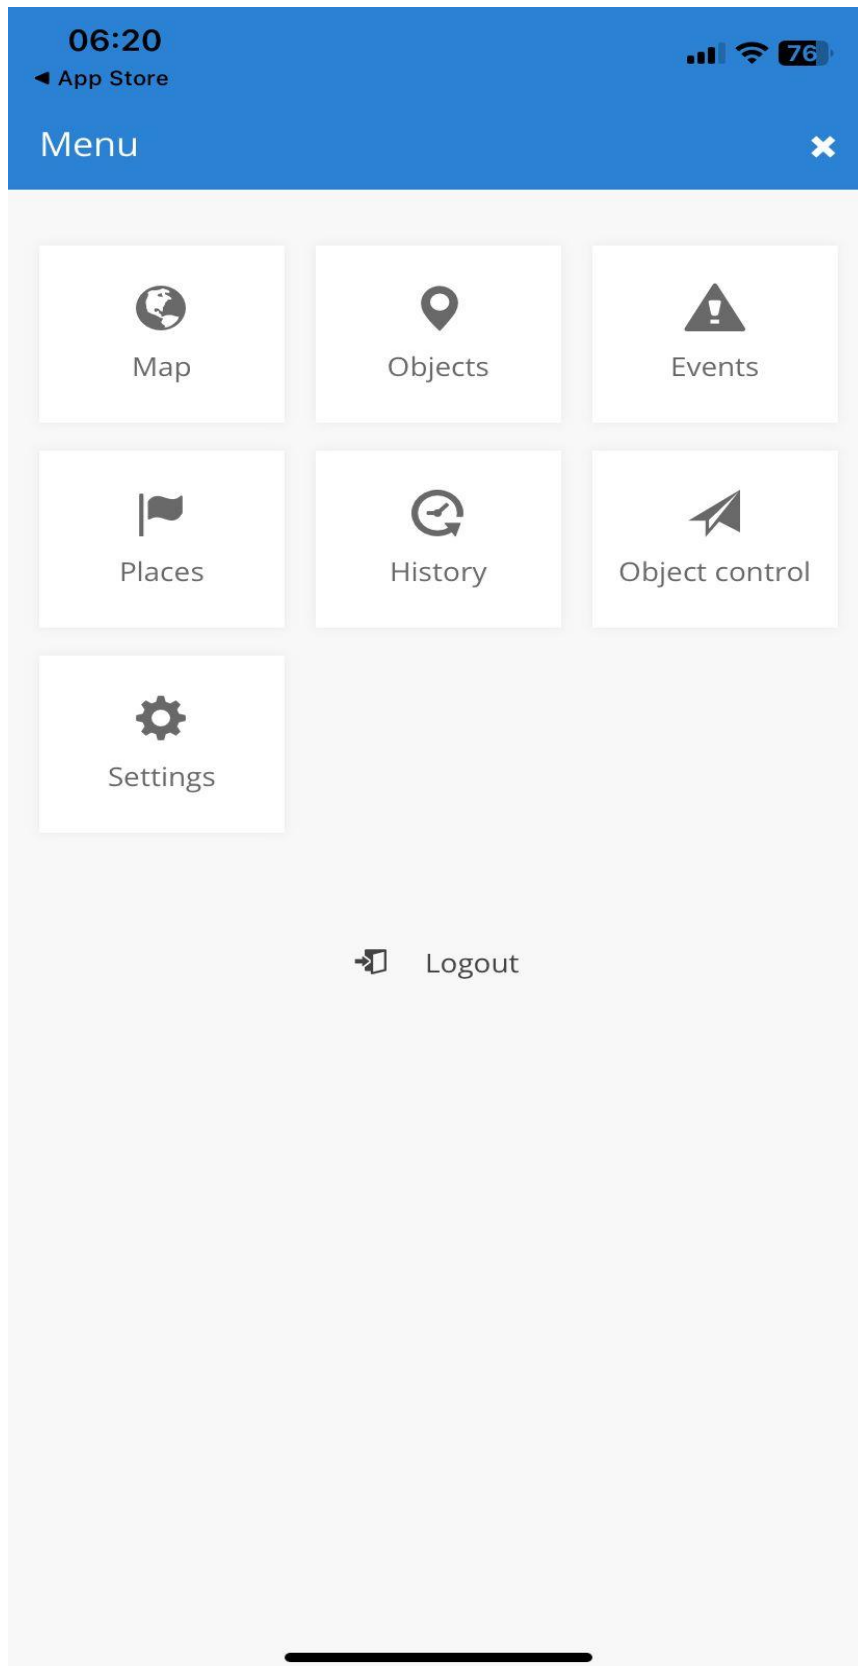 06:20
76
◀ App Store
Menu
Map
Objects
Events
Places
History
Object control
Settings
Logout